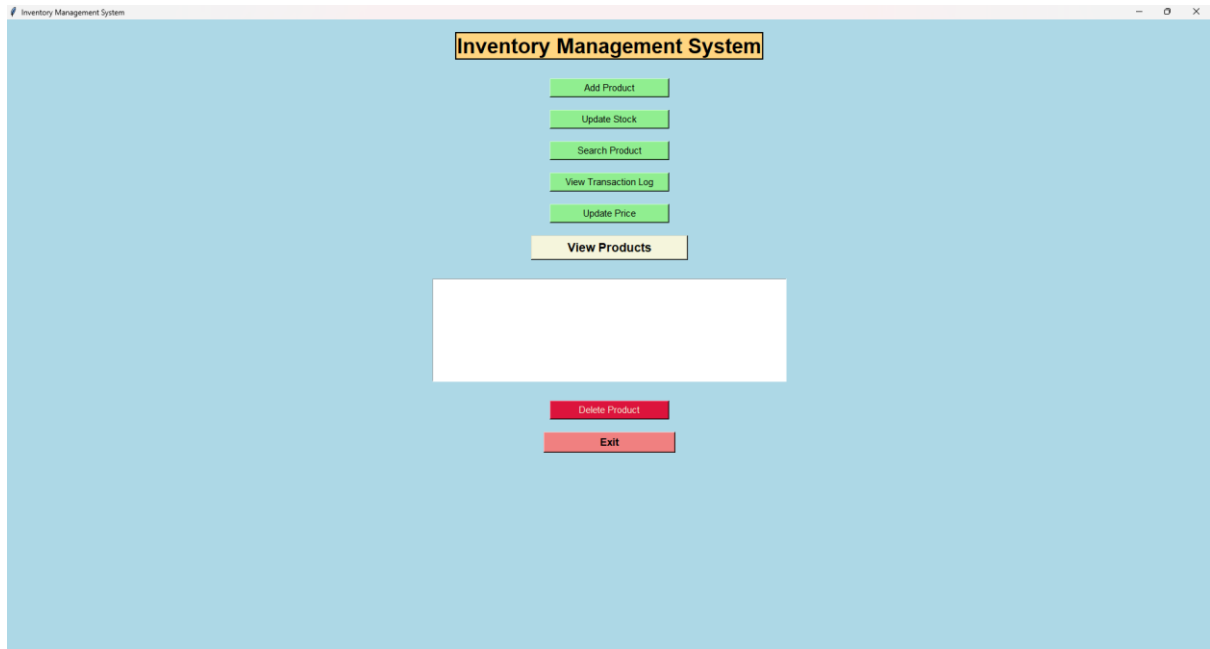 Inventory Management System
Inventory Management System
Add Product
Update Stock
Search Product
View Transaction Log
Update Price
View Products
Delete Product
Exit